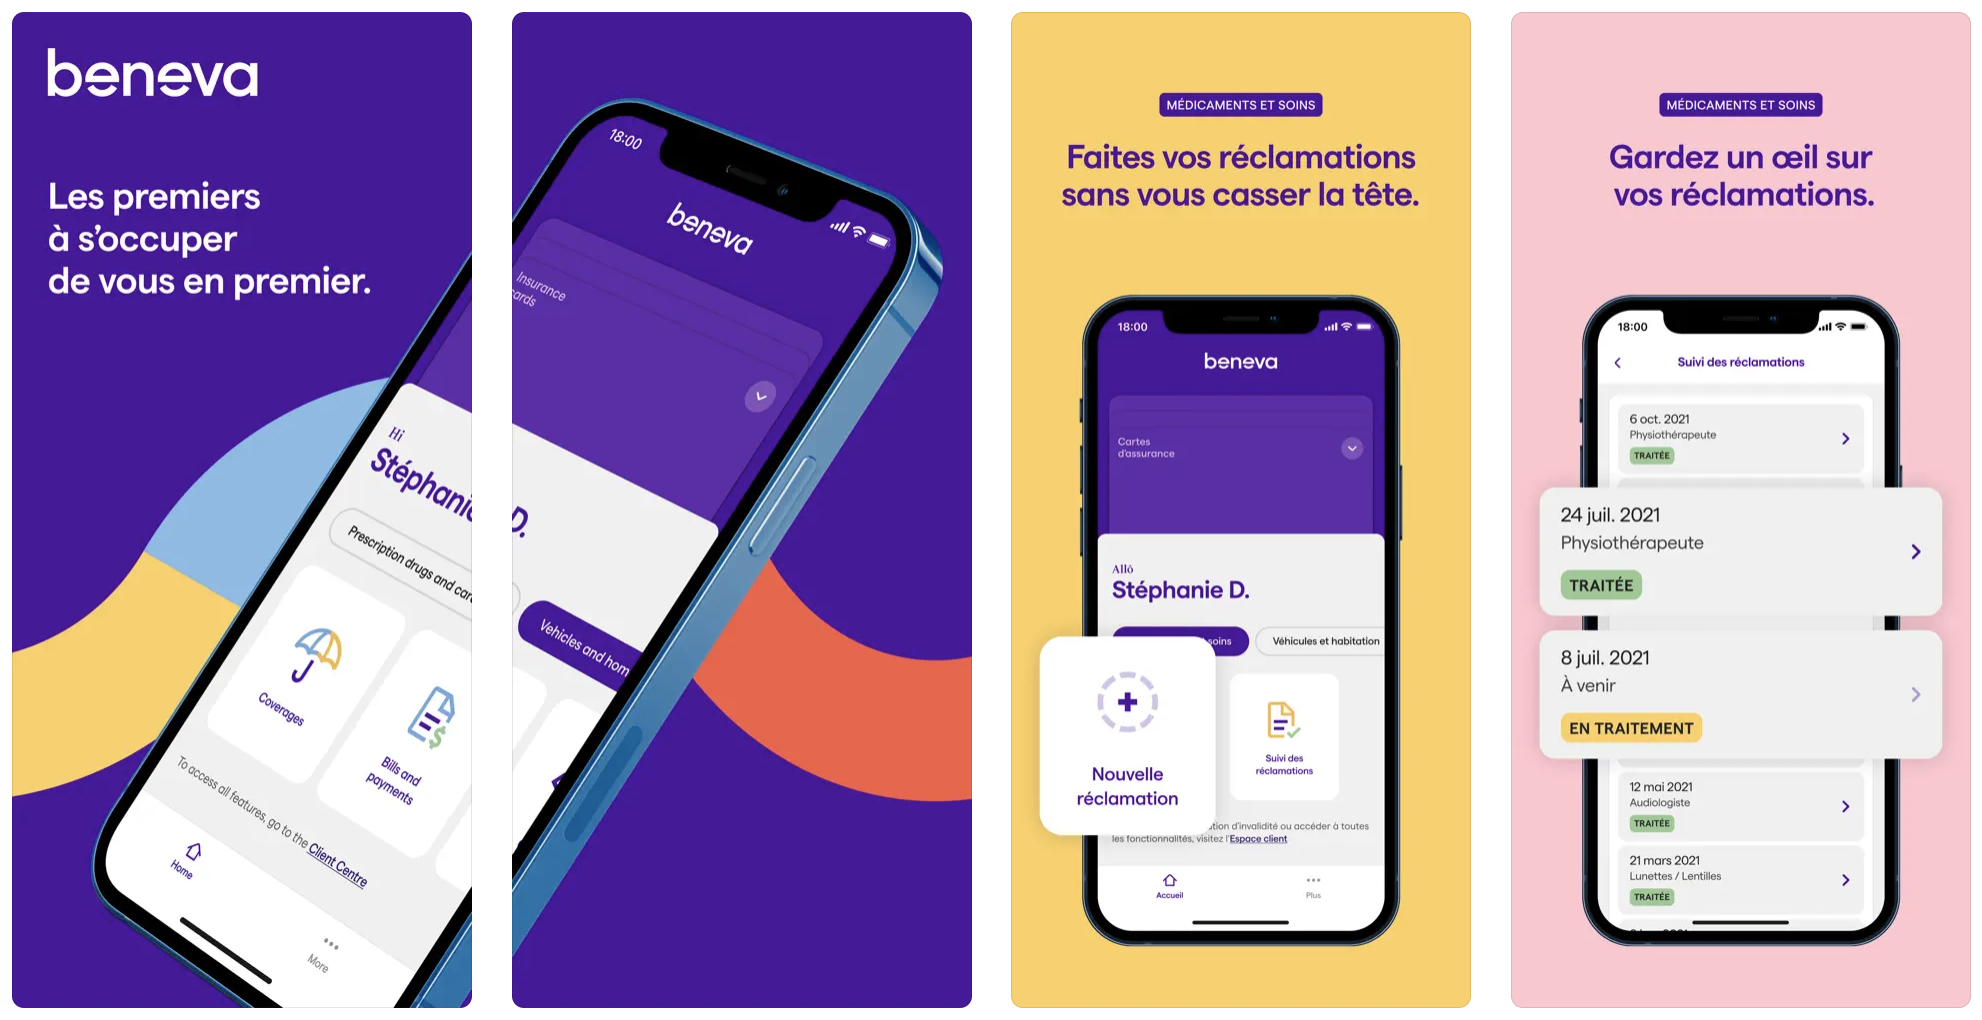 beneva
Les premiers
à s'occuper
de vous en premier.
Hi
Stéphanie
Prescription drugs and care
Coverages
Bills and
payments
To access all features, go to the Client Centre
Home
More
18:00
beneva
Insurance
cards
D.
Vehicles and hom
MÉDICAMENTS ET SOINS
Faites vos réclamations
sans vous casser la tête.
18:00
beneva
Cartes
d'assurance
Allô
Stéphanie D.
soins
Véhicules et habitation
Nouvelle
réclamation
Suivi des
réclamations
d'invalidité ou accéder à toutes
les fonctionnalités, visitez l'Espace client
Accueil
Plus
MÉDICAMENTS ET SOINS
Gardez un œil sur
vos réclamations.
18:00
Suivi des réclamations
6 oct. 2021
Physiothérapeute
TRAITÉE
24 juil. 2021
Physiothérapeute
TRAITÉE
8 juil. 2021
À venir
EN TRAITEMENT
12 mai 2021
Audiologiste
TRAITÉE
21 mars 2021
Lunettes / Lentilles
TRAITÉE